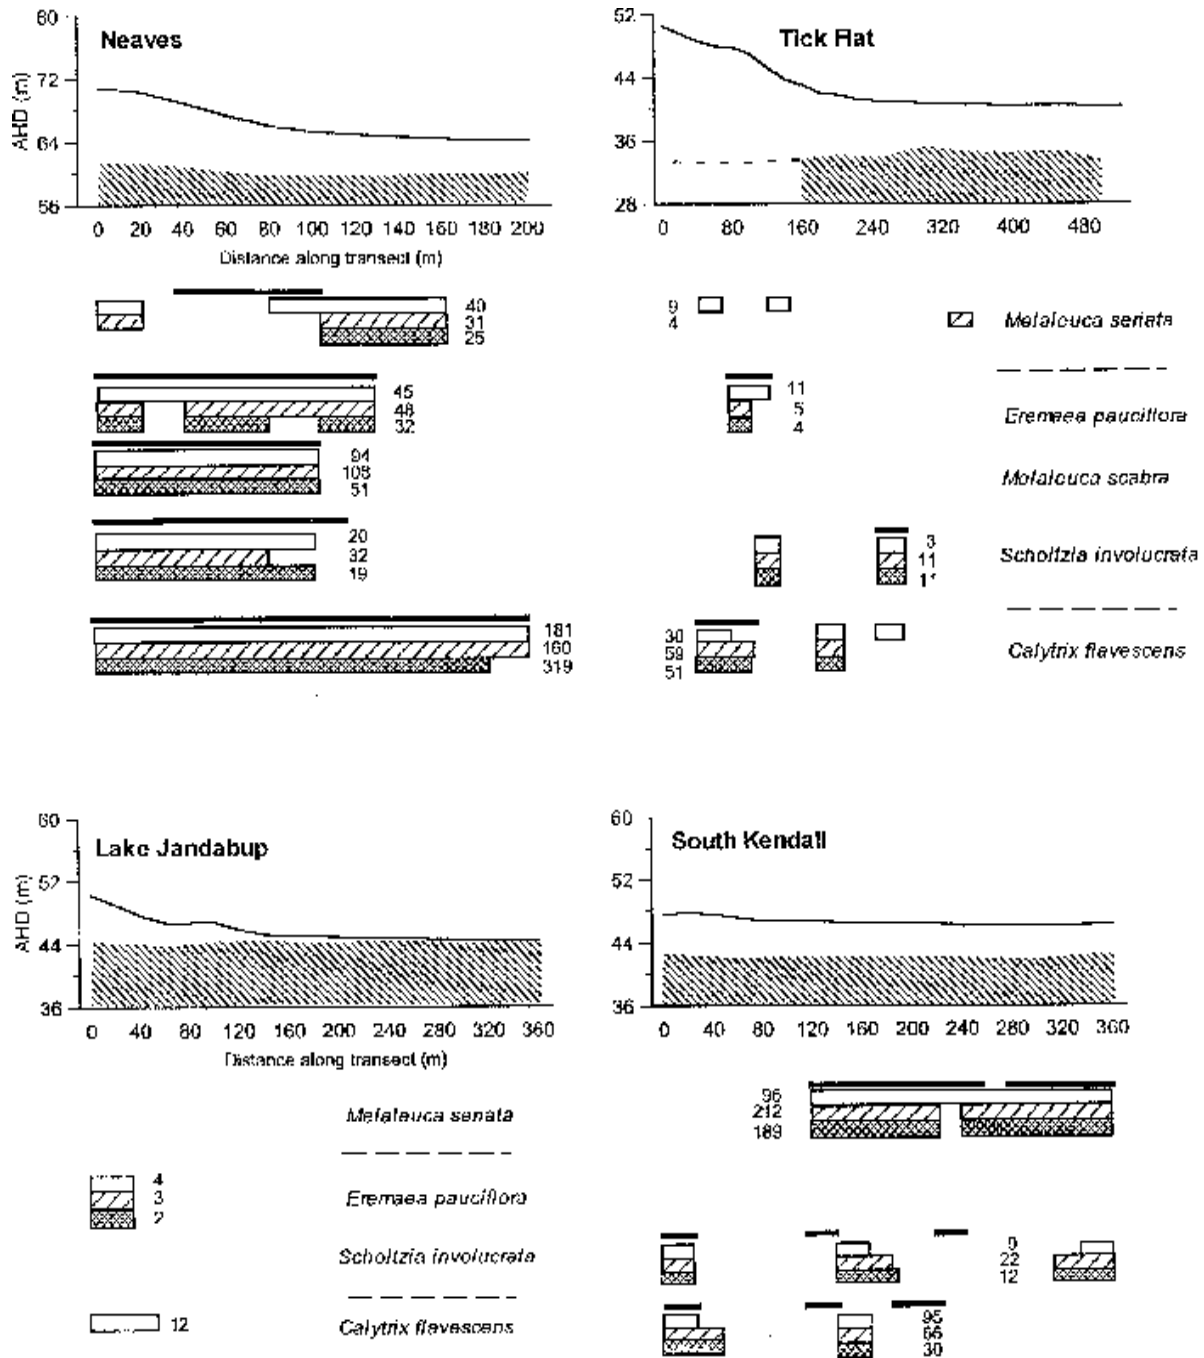 Neaves
80
72
64
56
AHD (m)
0 20 40 60 80 100 120 140 160 180 200
Distance along transect (m)
40
31
25
45
48
32
94
108
51
20
32
19
181
160
319
Tick Flat
52
44
36
28
0 80 160 240 320 400 480
9
4
Melaleuca seriata
11
5
4
Eremaea pauciflora
Melaleuca scabra
3
11
11
Scholtzia involucrata
30
59
51
Calytrix flavescens
Lake Jandabup
60
52
44
36
AHD (m)
0 40 80 120 160 200 240 280 320 360
Distance along transect (m)
Melaleuca seriata
4
3
2
Eremaea pauciflora
Scholtzia involucrata
12
Calytrix flavescens
South Kendall
60
52
44
36
0 40 80 120 160 200 240 280 320 360
96
212
189
9
22
12
95
66
30